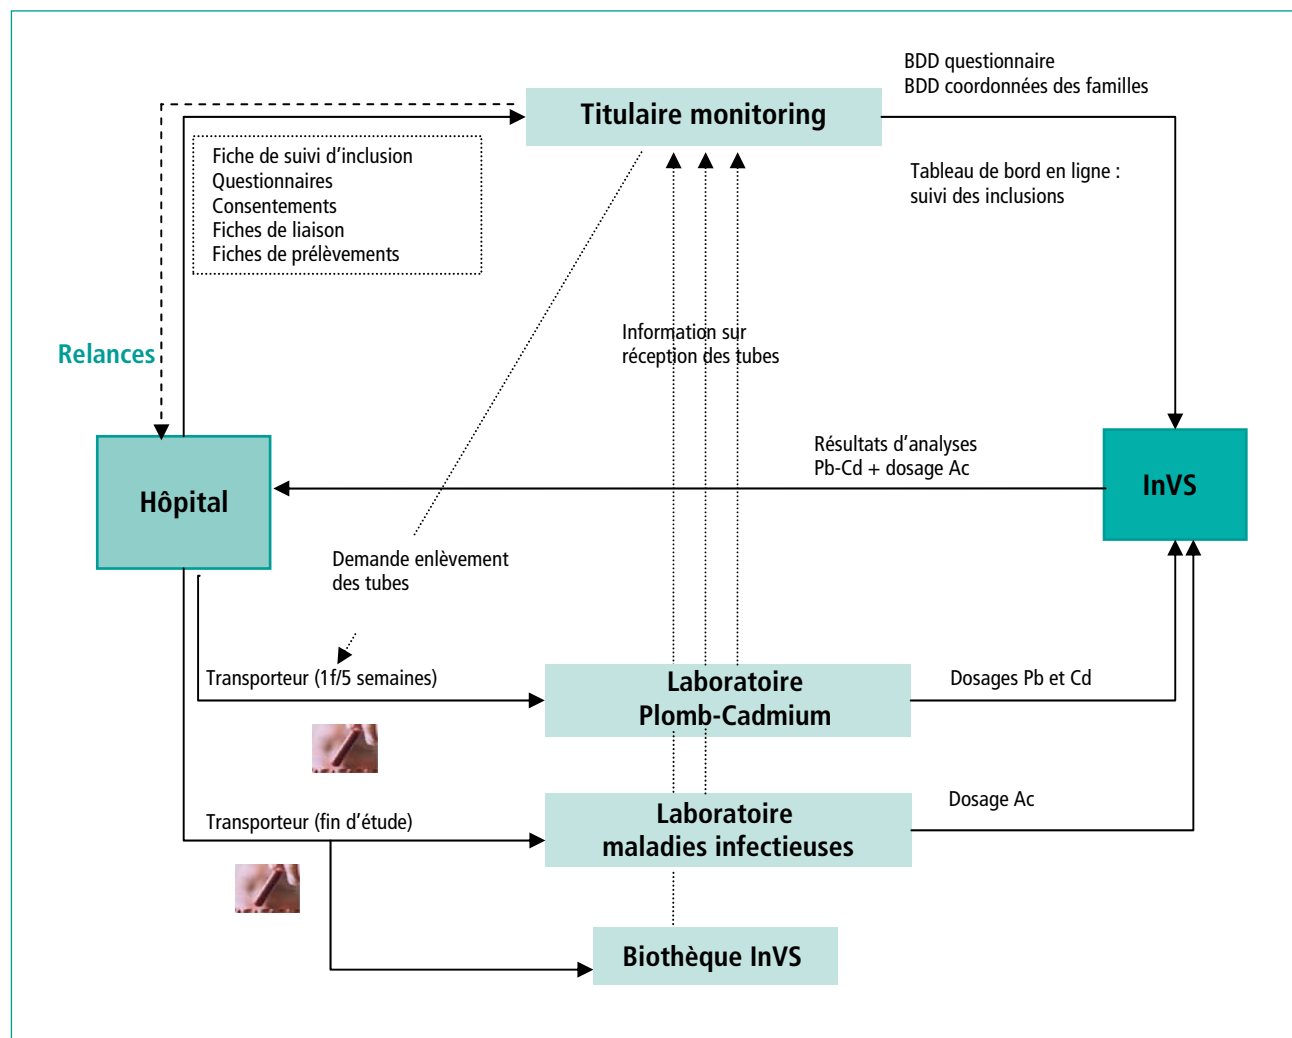 BDD questionnaire
BDD coordonnées des familles
Titulaire monitoring
Fiche de suivi d'inclusion
Questionnaires
Consentements
Fiches de liaison
Fiches de prélèvements
Tableau de bord en ligne :
suivi des inclusions
Relances
Information sur
réception des tubes
Résultats d'analyses
Pb-Cd + dosage Ac
Hôpital
InVS
Demande enlèvement
des tubes
Transporteur (1f/5 semaines)
Laboratoire
Plomb-Cadmium
Dosages Pb et Cd
Transporteur (fin d'étude)
Laboratoire
maladies infectieuses
Dosage Ac
Biothèque InVS